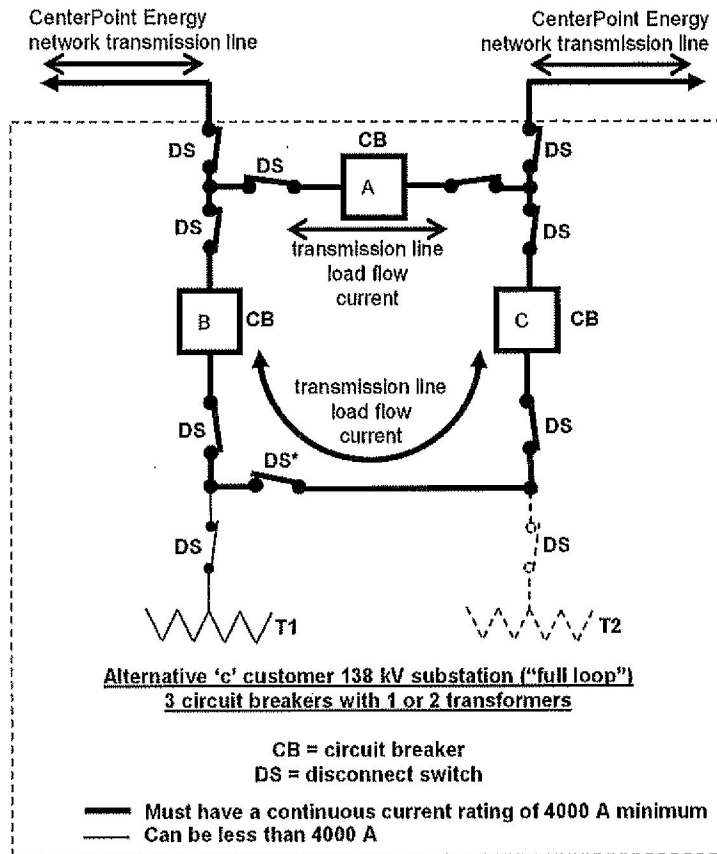 CenterPoint Energy
network transmission line
CenterPoint Energy
network transmission line
DS
DS
CB
DS
A
DS
transmission line
load flow
current
DS
B
CB
C
CB
transmission line
load flow
current
DS
DS
DS*
DS
DS
T1
T2
Alternative 'c' customer 138 kV substation ("full loop")
3 circuit breakers with 1 or 2 transformers
CB = circuit breaker
DS = disconnect switch
Must have a continuous current rating of 4000 A minimum
Can be less than 4000 A